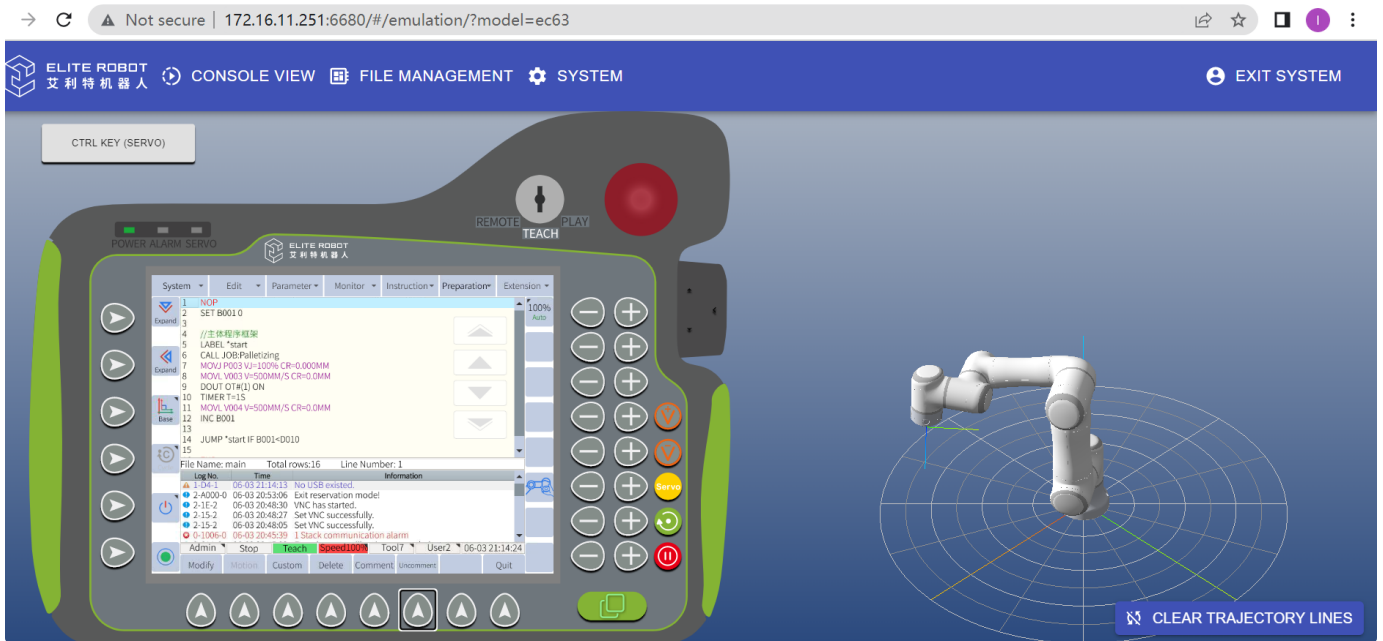 Not secure | 172.16.11.251:6680/#/emulation/?model=ec63
I
ELITE ROBOT
艾利特机器人
CONSOLE VIEW
FILE MANAGEMENT
SYSTEM
EXIT SYSTEM
CTRL KEY (SERVO)
REMOTE
PLAY
TEACH
POWER ALARM SERVO
ELITE ROBOT
艾利特机器人
System Edit Parameter Monitor Instruction Preparation Extension
Expand
Expand
Base
C
1 NOP
2 SET B001 0
3
4 //主体程序框架
5 LABEL *start
6 CALL JOB:Palletizing
7 MOVJ P003 VJ=100% CR=0.000MM
8 MOVL V003 V=500MM/S CR=0.0MM
9 DOUT OT#(1) ON
10 TIMER T=1S
11 MOVL V004 V=500MM/S CR=0.0MM
12 INC B001
13
14 JUMP *start IF B001<D010
15
100%
Auto
File Name: main Total rows:16 Line Number: 1
Log No. Time Information
1-D4-1 06-03 21:14:13 No USB existed.
2-A000-0 06-03 20:53:06 Exit reservation mode!
2-1E-2 06-03 20:48:30 VNC has started.
2-15-2 06-03 20:48:27 Set VNC successfully.
2-15-2 06-03 20:48:05 Set VNC successfully.
0-1006-0 06-03 20:45:39 1 Stack communication alarm
Admin Stop Teach Speed100% Tool7 User2 06-03 21:14:24
Modify Motion Custom Delete Comment Uncomment Quit
Servo
CLEAR TRAJECTORY LINES